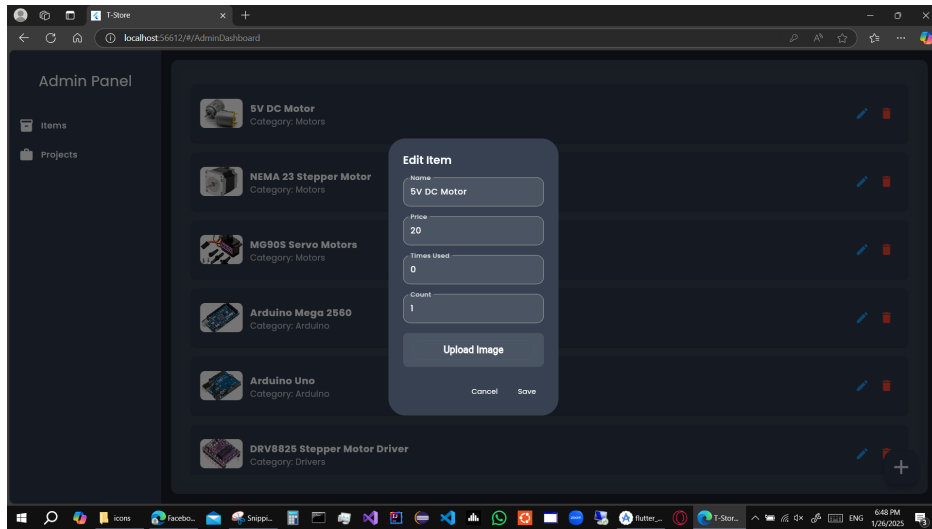 T-Store
localhost:56612/#/AdminDashboard
Admin Panel
Items
Projects
5V DC Motor
Category: Motors
NEMA 23 Stepper Motor
Category: Motors
MG90S Servo Motors
Category: Motors
Arduino Mega 2560
Category: Arduino
Arduino Uno
Category: Arduino
DRV8825 Stepper Motor Driver
Category: Drivers
Edit Item
Name
5V DC Motor
Price
20
Times Used
0
Count
1
Upload Image
Cancel Save
icons Facebo... Snippi... flutter_... T-Stor... ENG 6:48 PM
1/26/2025